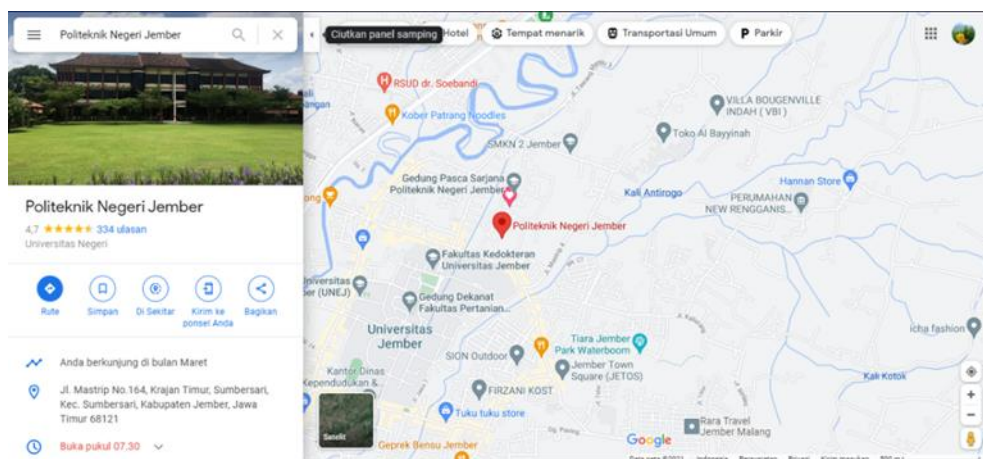 Politeknik Negeri Jember
Ciutkan panel samping
Hotel
Tempat menarik
Transportasi Umum
P Parkir
Politeknik Negeri Jember
4,7 334 ulasan
Universitas Negeri
Rute
Simpan
Di Sekitar
Kirim ke
ponsel Anda
Bagikan
Anda berkunjung di bulan Maret
Jl. Mastrip No.164, Krajan Timur, Sumbersari,
Kec. Sumbersari, Kabupaten Jember, Jawa
Timur 68121
Buka pukul 07.30
RSUD dr. Soebandi
Kober Patrang Noodles
VILLA BOUGENVILLE
INDAH ( VBI )
Toko Al Bayyinah
SMKN 2 Jember
Gedung Pasca Sarjana
Politeknik Negeri Jember
Kali Antirogo
Hannan Store
PERUMAHAN
NEW RENGGANIS...
Politeknik Negeri Jember
Fakultas Kedokteran
Universitas Jember
Universitas
(UNEJ)
Gedung Dekanat
Fakultas Pertanian...
Universitas
Jember
icha fashion
Tiara Jember
Park Waterboom
SION Outdoor
Jember Town
Square (JETOS)
Kantor Dinas
Kependudukan &...
FIRZANI KOST
Kali Kotok
Tuku tuku store
Satelit
Google
Rara Travel
Jember Malang
Geprek Bensu Jember